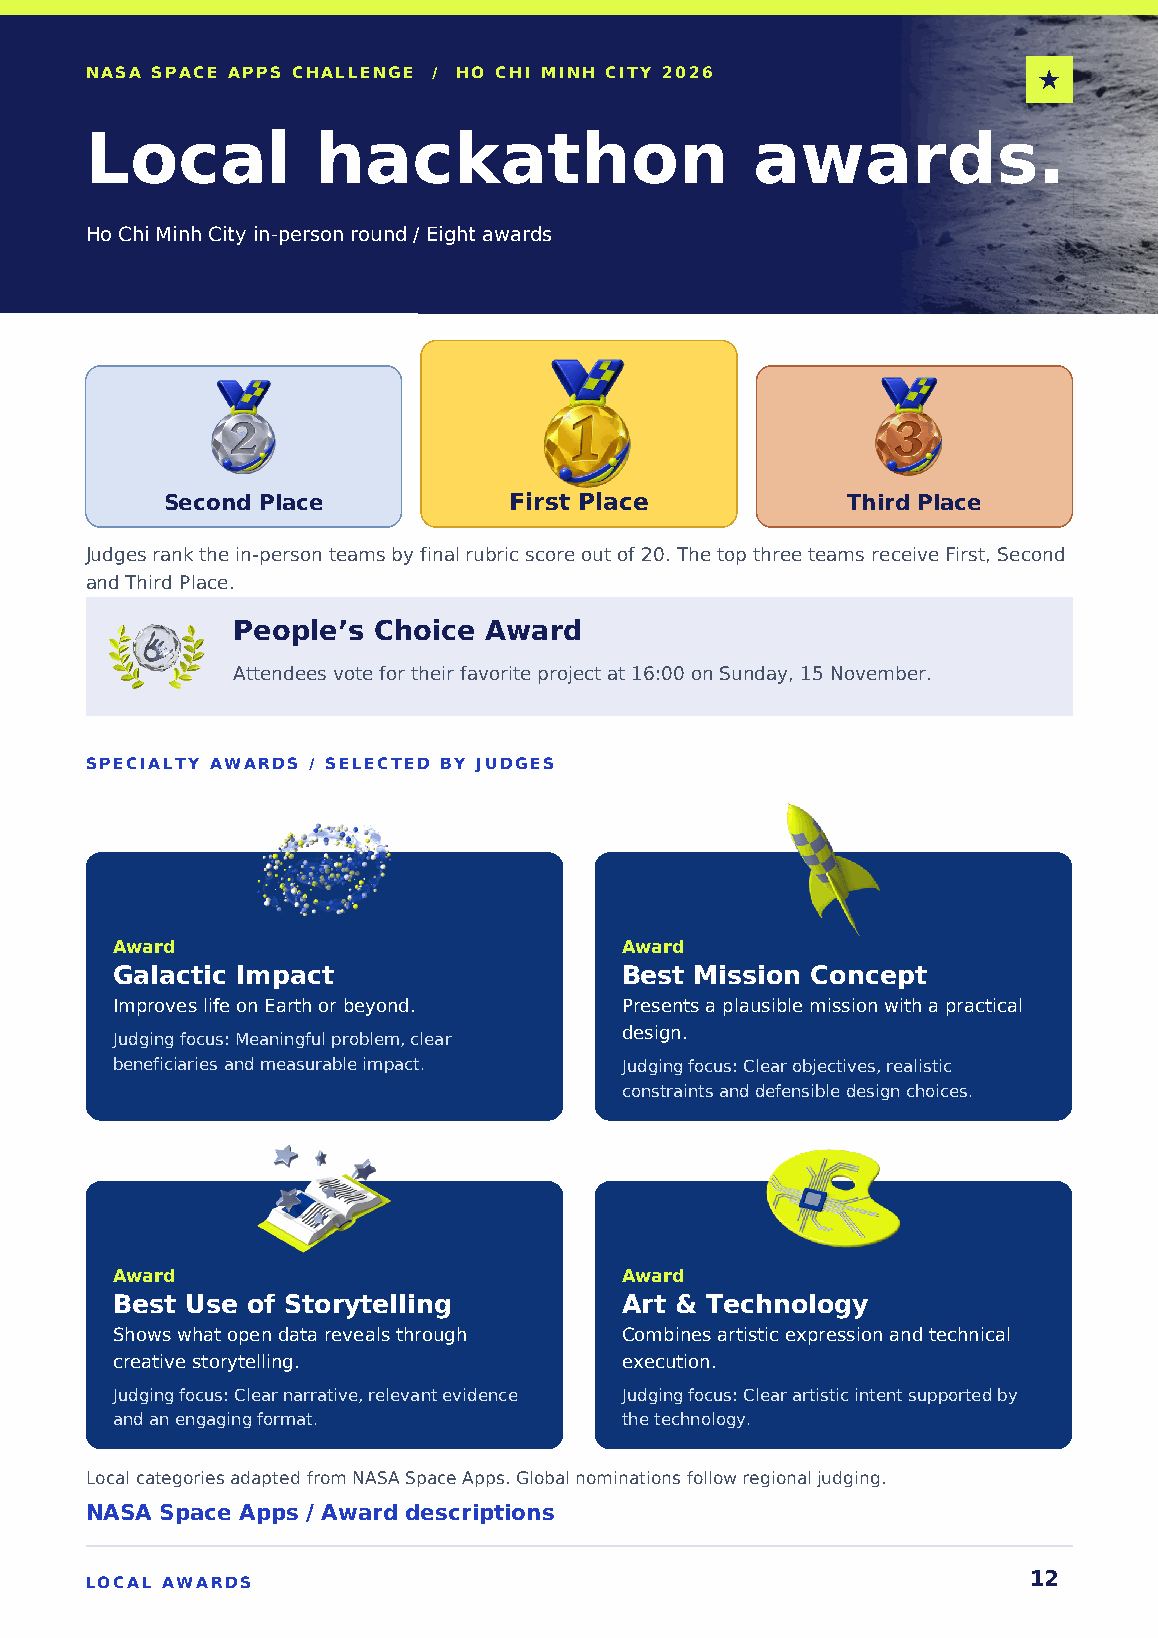 NASA SPACE APPS CHALLENGE / HO CHI MINH CITY 2026
Local hackathon awards.
Ho Chi Minh City in-person round / Eight awards
2
1
3
Second Place
First Place
Third Place
Judges rank the in-person teams by final rubric score out of 20. The top three teams receive First, Second
and Third Place.
People’s Choice Award
Attendees vote for their favorite project at 16:00 on Sunday, 15 November.
SPECIALTY AWARDS / SELECTED BY JUDGES
Award
Galactic Impact
Improves life on Earth or beyond.
Judging focus: Meaningful problem, clear
beneficiaries and measurable impact.
Award
Best Mission Concept
Presents a plausible mission with a practical
design.
Judging focus: Clear objectives, realistic
constraints and defensible design choices.
Award
Best Use of Storytelling
Shows what open data reveals through
creative storytelling.
Judging focus: Clear narrative, relevant evidence
and an engaging format.
Award
Art & Technology
Combines artistic expression and technical
execution.
Judging focus: Clear artistic intent supported by
the technology.
Local categories adapted from NASA Space Apps. Global nominations follow regional judging.
NASA Space Apps / Award descriptions
LOCAL AWARDS
12